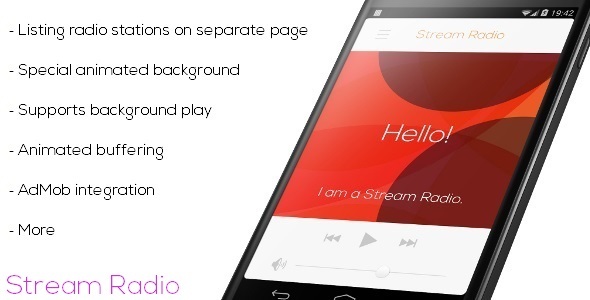 - Listing radio stations on separate page
- Special animated background
- Supports background play
- Animated buffering
- AdMob integration
- More
Stream Radio
19:42
Stream Radio
Hello!
I am a Stream Radio.